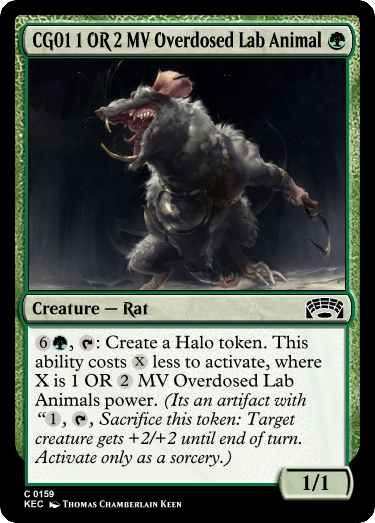 CG01 1 OR 2 MV Overdosed Lab Animal
Creature — Rat
6, : Create a Halo token. This
ability costs X less to activate, where
X is 1 OR 2 MV Overdosed Lab
Animals power. (Its an artifact with
“1, , Sacrifice this token: Target
creature gets +2/+2 until end of turn.
Activate only as a sorcery.)
1/1
C 0159
KEC Thomas Chamberlain Keen